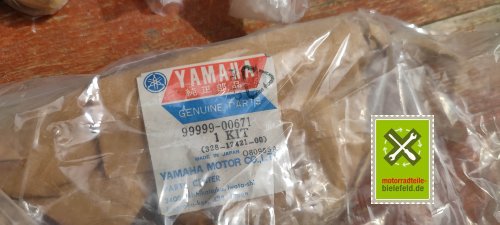 YAMAHA
純正部品
GENUINE PARTS
99999-00671
1 KIT
(328-17421-00)
MADE IN JAPAN
YAMAHA MOTOR CO.,
CENTER
motorradteile-
bielefeld.de